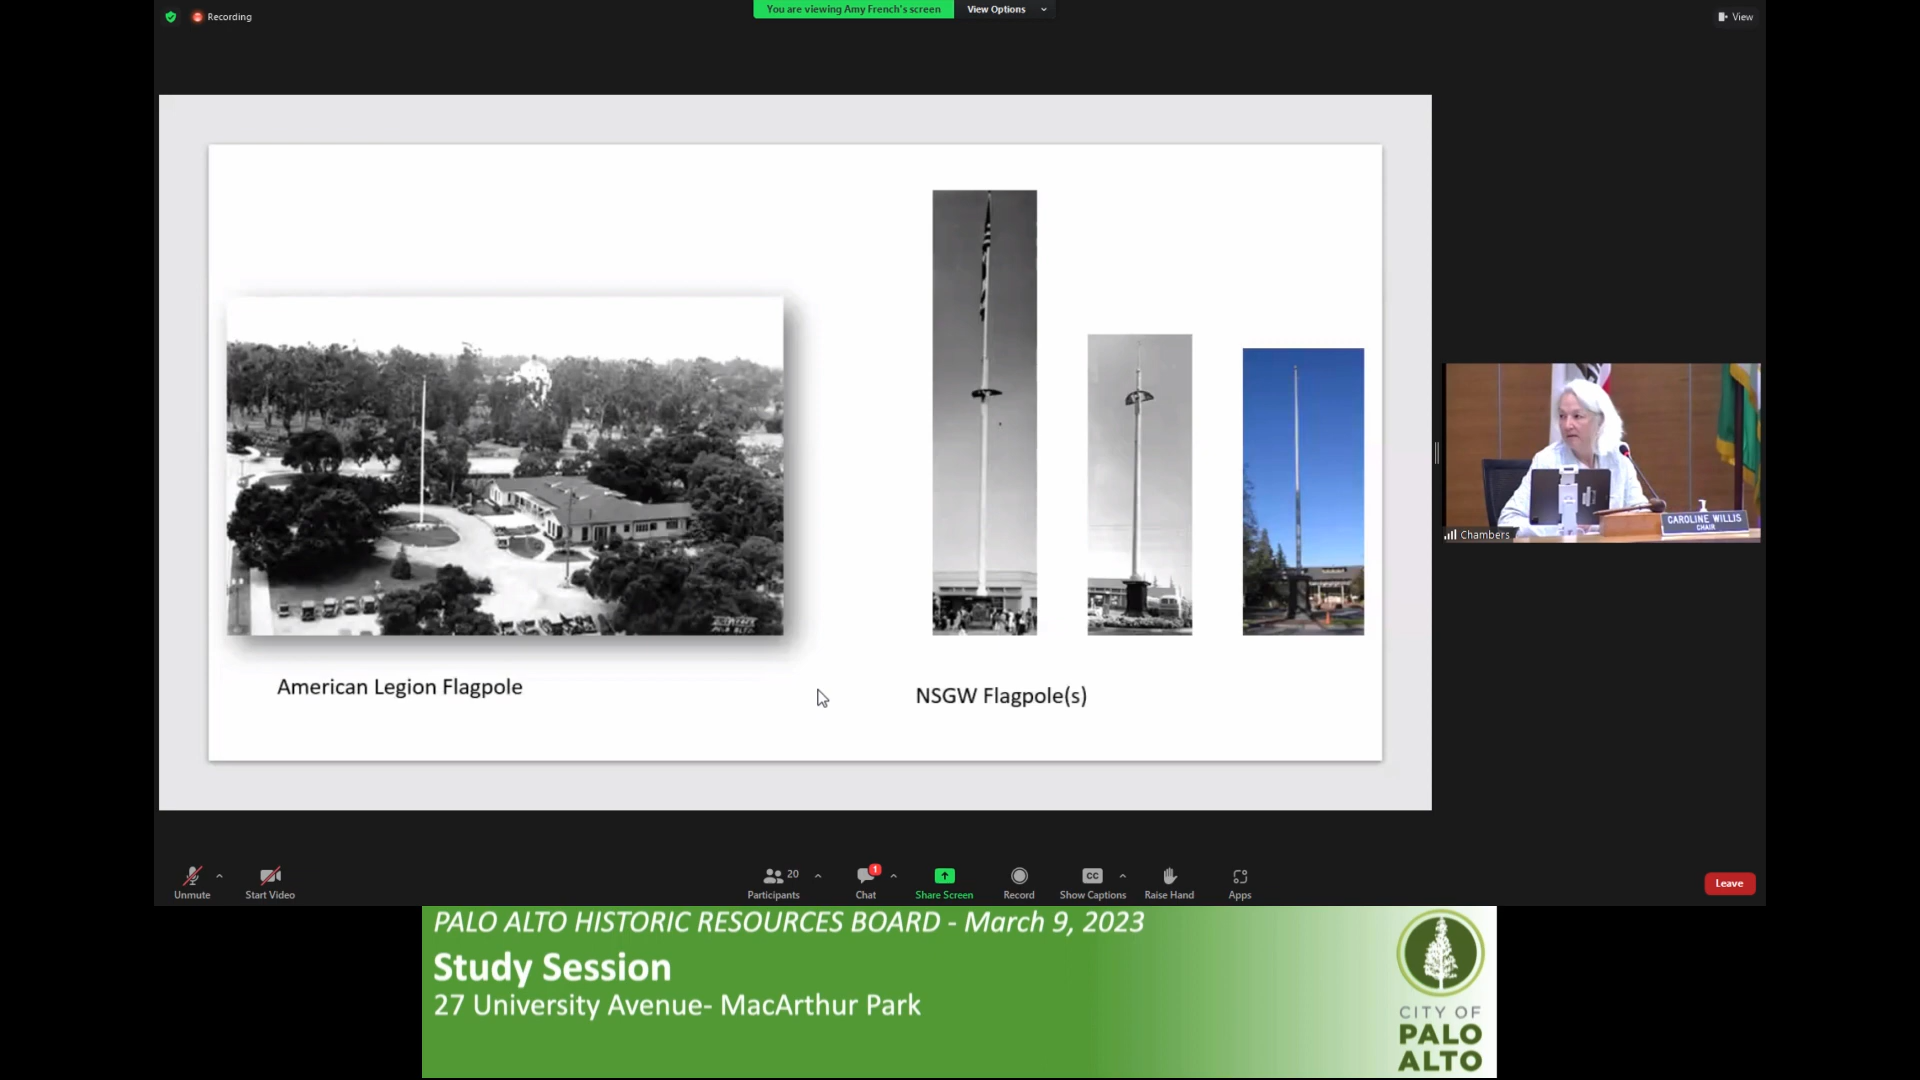 Recording
You are viewing Amy French's screen
View Options
View
American Legion Flagpole
NSGW Flagpole(s)
CAROLINE WILLIS
CHAIR
Chambers
Unmute
Start Video
20
Participants
1
Chat
Share Screen
Record
CC
Show Captions
Raise Hand
Apps
Leave
PALO ALTO HISTORIC RESOURCES BOARD - March 9, 2023
Study Session
27 University Avenue- MacArthur Park
CITY OF
PALO
ALTO